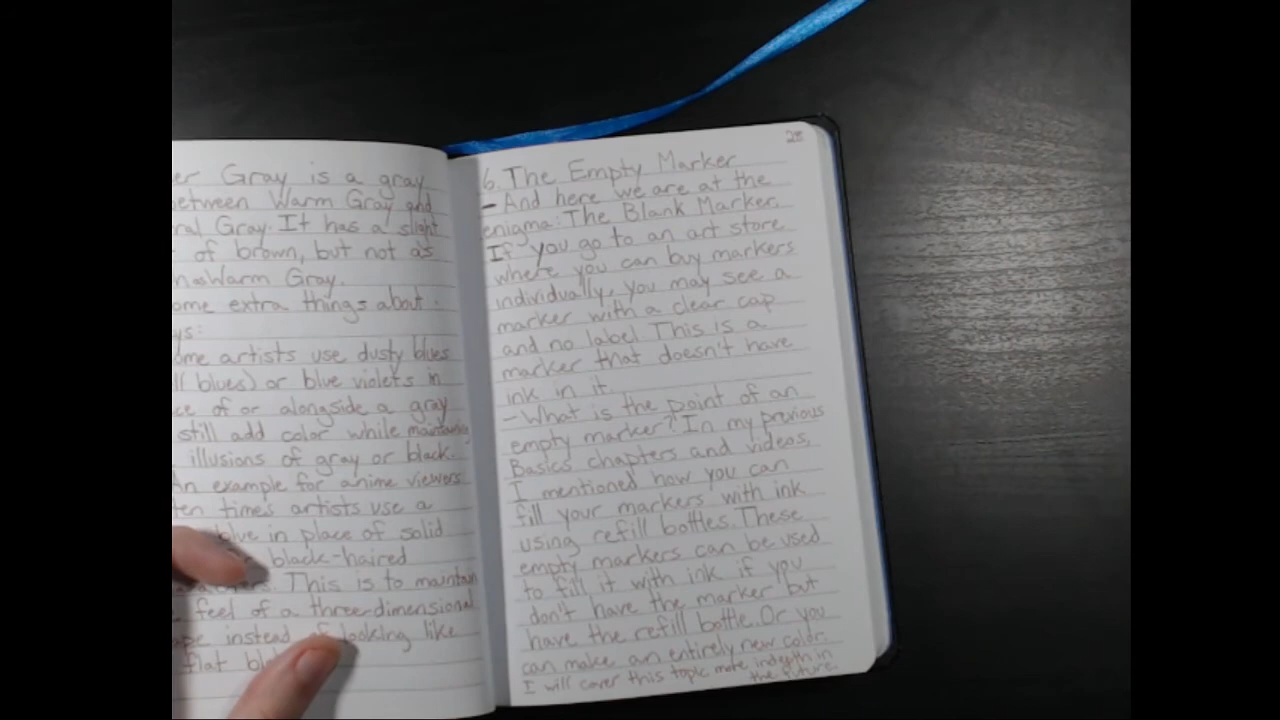 er Gray is a gray
between Warm Gray and
ral Gray. It has a slight
of brown, but not as
n as Warm Gray.
ome extra things about
ys:
ome artists use dusty blues
ll blues) or blue violets in
ce of or alongside a gray
still add color while maintaining
illusions of gray or black.
An example for anime viewers
ten times artists use a
blue in place of solid
black-haired
This is to maintain
feel of a three-dimensional
ape instead of looking like
flat bl
28
6. The Empty Marker
- And here we are at the
enigma: The Blank Marker.
If you go to an art store
where you can buy markers
individually, you may see a
marker with a clear cap
and no label. This is a
marker that doesn't have
ink in it.
- What is the point of an
empty marker? In my previous
Basics chapters and videos,
I mentioned how you can
fill your markers with ink
using refill bottles. These
empty markers can be used
to fill it with ink if you
don't have the marker but
have the refill bottle. Or you
can make an entirely new color.
I will cover this topic more indepth in
the future.